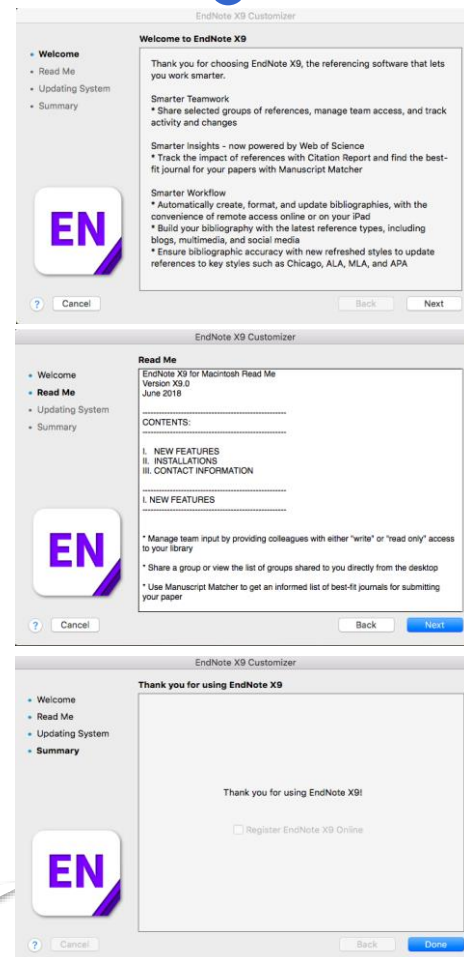 EndNote X9 Customizer
Welcome to EndNote X9
• Welcome
• Read Me
• Updating System
• Summary
Thank you for choosing EndNote X9, the referencing software that lets
you work smarter.
Smarter Teamwork
* Share selected groups of references, manage team access, and track
activity and changes
Smarter Insights - now powered by Web of Science
* Track the impact of references with Citation Report and find the best-
fit journal for your papers with Manuscript Matcher
Smarter Workflow
* Automatically create, format, and update bibliographies, with the
convenience of remote access online or on your iPad
* Build your bibliography with the latest reference types, including
blogs, multimedia, and social media
* Ensure bibliographic accuracy with new refreshed styles to update
references to key styles such as Chicago, ALA, MLA, and APA
EN
? Cancel Back Next
EndNote X9 Customizer
Read Me
• Welcome
• Read Me
• Updating System
• Summary
EndNote X9 for Macintosh Read Me
Version X9.0
June 2018
------------------------------------------------
CONTENTS:
------------------------------------------------
I. NEW FEATURES
II. INSTALLATIONS
III. CONTACT INFORMATION
------------------------------------------------
I. NEW FEATURES
------------------------------------------------
* Manage team input by providing colleagues with either "write" or "read only" access
to your library
* Share a group or view the list of groups shared to you directly from the desktop
* Use Manuscript Matcher to get an informed list of best-fit journals for submitting
your paper
EN
? Cancel Back Next
EndNote X9 Customizer
Thank you for using EndNote X9
• Welcome
• Read Me
• Updating System
• Summary
Thank you for using EndNote X9!
Register EndNote X9 Online
EN
? Cancel Back Done